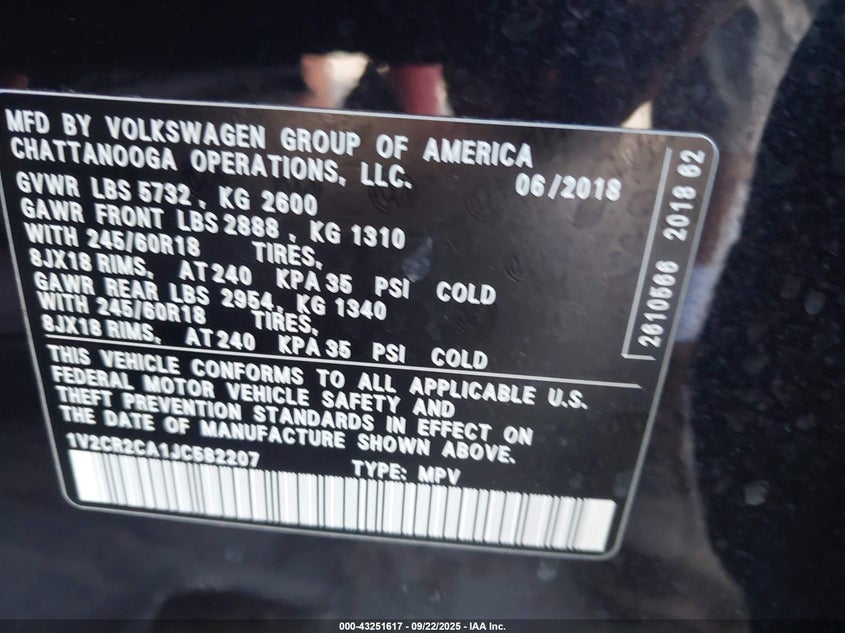 MFD BY VOLKSWAGEN GROUP OF AMERICA
CHATTANOOGA OPERATIONS, LLC. 06/2018
GVWR LBS 5732 , KG 2600
GAWR FRONT LBS 2888 , KG 1310
WITH 245/60R18 TIRES,
8JX18 RIMS, AT 240 KPA 35 PSI COLD
GAWR REAR LBS 2954, KG 1340
WITH 245/60R18 TIRES,
8JX18 RIMS, AT 240 KPA 35 PSI COLD
THIS VEHICLE CONFORMS TO ALL APPLICABLE U.S.
FEDERAL MOTOR VEHICLE SAFETY AND
THEFT PREVENTION STANDARDS IN EFFECT ON
THE DATE OF MANUFACTURE SHOWN ABOVE.
1V2CR2CA1JC582207 TYPE: MPV
2610566 2018 62
000-43251617 - 09/22/2025 - IAA Inc.